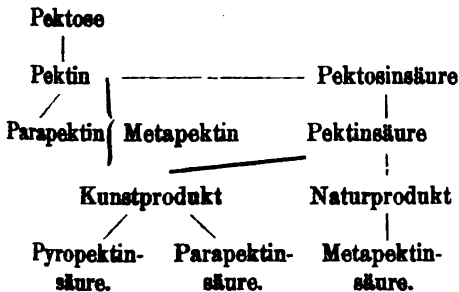 Pektose
Pektin Pektosinsäure
Parapektin Metapektin Pektinsäure
Kunstprodukt Naturprodukt
Pyropektin- Parapektin- Metapektin-
säure. säure. säure.